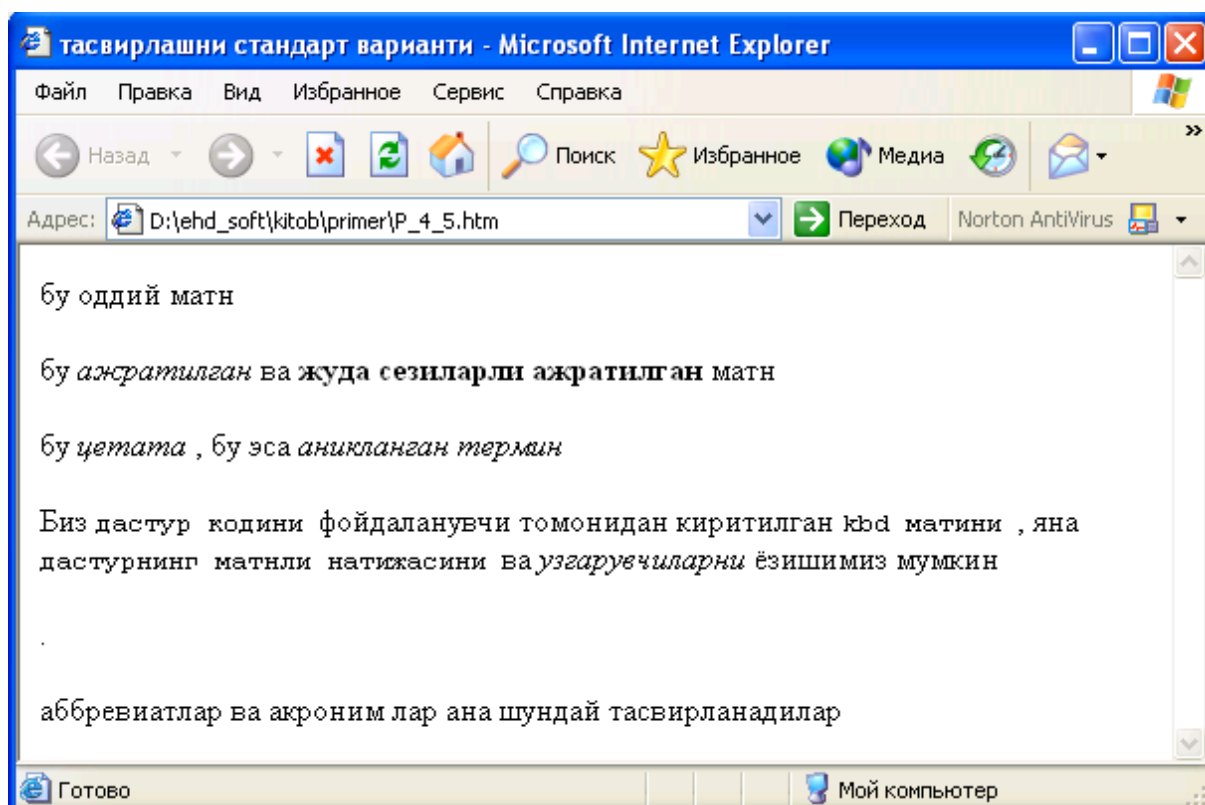 тасвирлашни стандарт варианти - Microsoft Internet Explorer
Файл Правка Вид Избранное Сервис Справка
Назад Поиск Избранное Медиа »
Адрес: D:\ehd_soft\kitob\primer\P_4_5.htm Переход Norton AntiVirus
бу оддий матн
бу ажратилган ва жуда сезиларли ажратилган матн
бу цетата , бу эса аникланган термин
Биз дастур кодини фойдаланувчи томонидан киритилган kbd матини , яна
дастурнинг матнли натижасини ва узгарувчиларни ёзишимиз мумкин
.
аббревиатлар ва акроним лар ана шундай тасвирланадилар
Готово Мой компьютер